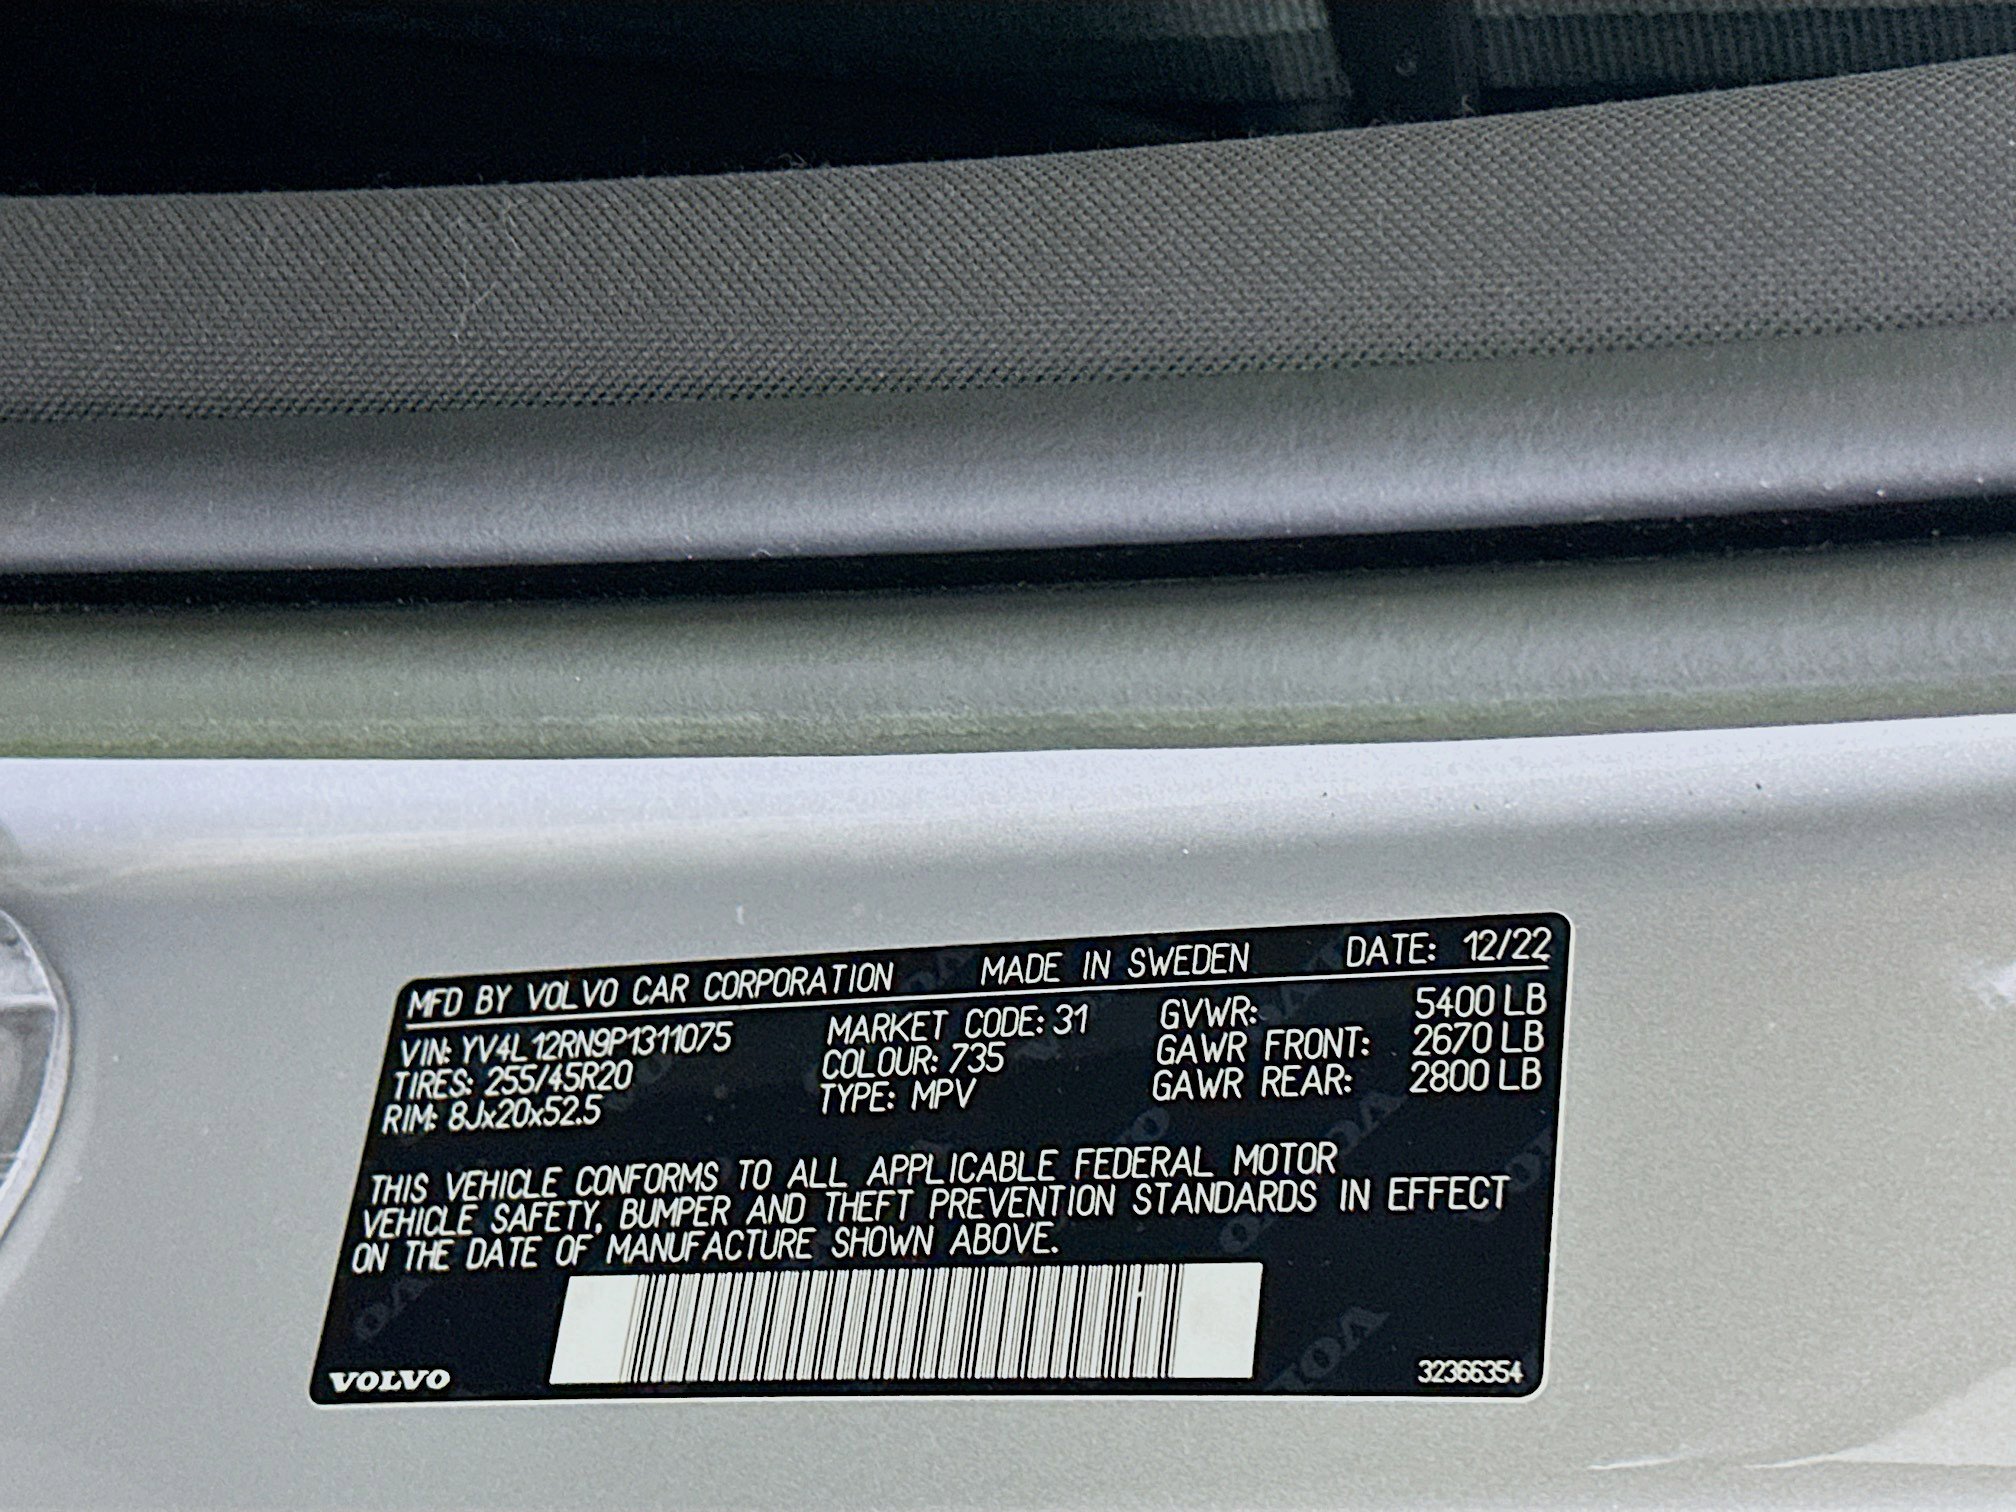 MFD BY VOLVO CAR CORPORATION MADE IN SWEDEN DATE: 12/22
VIN: YV4L12RN9P1311075 MARKET CODE: 31 GVWR: 5400 LB
TIRES: 255/45R20 COLOUR: 735 GAWR FRONT: 2670 LB
RIM: 8Jx20x52.5 TYPE: MPV GAWR REAR: 2800 LB
THIS VEHICLE CONFORMS TO ALL APPLICABLE FEDERAL MOTOR
VEHICLE SAFETY, BUMPER AND THEFT PREVENTION STANDARDS IN EFFECT
ON THE DATE OF MANUFACTURE SHOWN ABOVE.
VOLVO 32366354